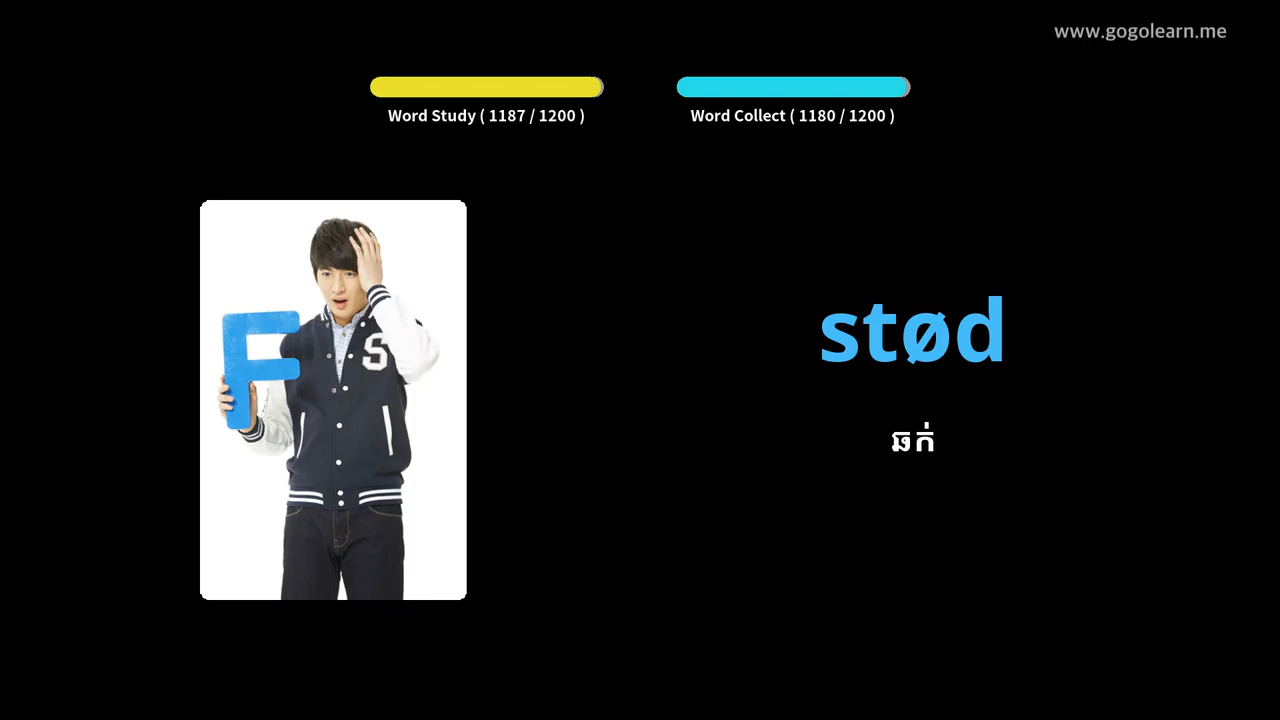 www.gogolearn.me
Word Study ( 1187 / 1200 )
Word Collect ( 1180 / 1200 )
F
S
stød
ឆក់